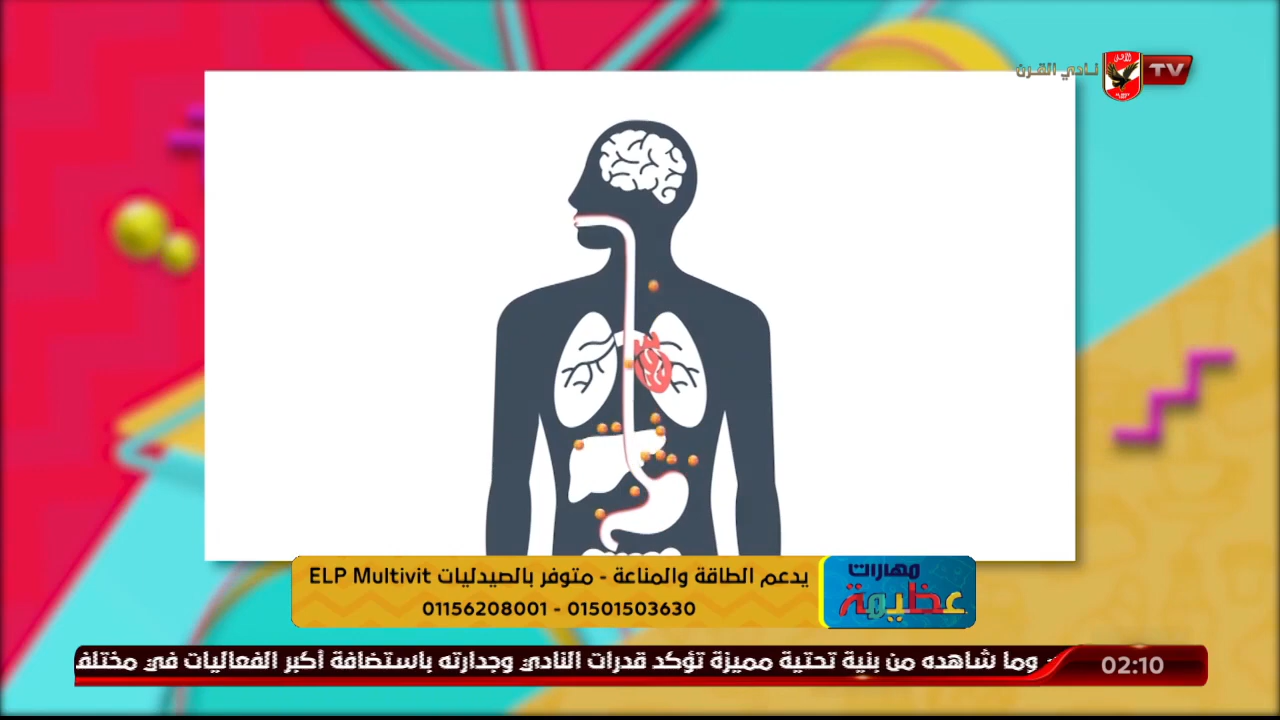 نادي القرن
TV
يدعم الطاقة والمناعة - متوفر بالصيدليات ELP Multivit
01156208001 - 01501503630
مهارات
عظيمة
وما شاهده من بنية تحتية مميزة تؤكد قدرات النادي وجدارته باستضافة أكبر الفعاليات في مختلف
02:10